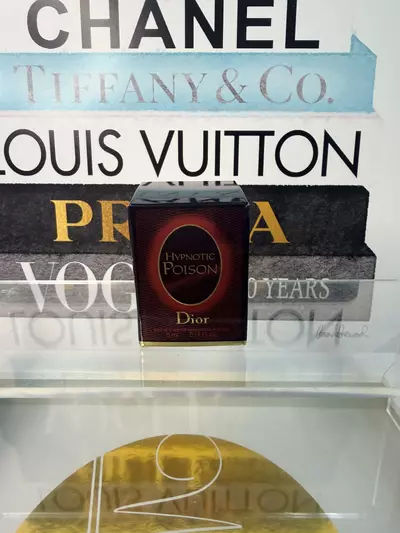 CHANEL
TIFFANY & CO.
LOUIS VUITTON
PR A
VOG 0 YEARS
HYPNOTIC
POISON
Dior